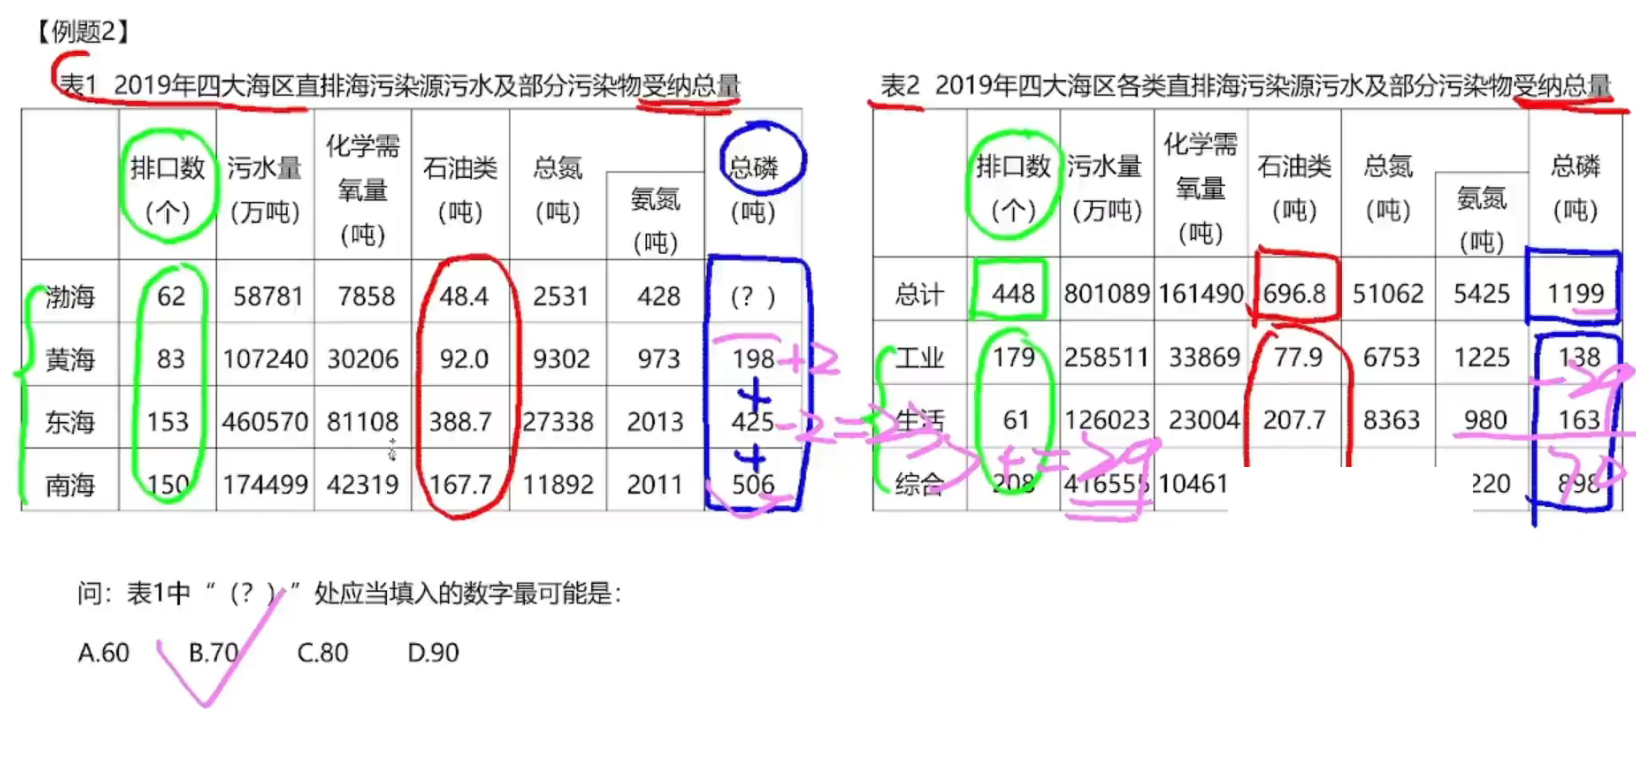 【例题2】
表1 2019年四大海区直排海污染源污水及部分污染物受纳总量
排口数(个) 污水量(万吨) 化学需氧量(吨) 石油类(吨) 总氮(吨) 氨氮(吨) 总磷(吨)
渤海 62 58781 7858 48.4 2531 428 (?)
黄海 83 107240 30206 92.0 9302 973 198 +2
东海 153 460570 81108 388.7 27338 2013 425 -2=
南海 150 174499 42319 167.7 11892 2011 506
表2 2019年四大海区各类直排海污染源污水及部分污染物受纳总量
排口数(个) 污水量(万吨) 化学需氧量(吨) 石油类(吨) 总氮(吨) 氨氮(吨) 总磷(吨)
总计 448 801089 161490 696.8 51062 5425 1199
工业 179 258511 33869 77.9 6753 1225 138
生活 61 126023 23004 207.7 8363 980 163
综合 208 416555 10461 220 898
+ +
+=29
-29
70
问：表1中“(?)”处应当填入的数字最可能是：
A.60 B.70 C.80 D.90